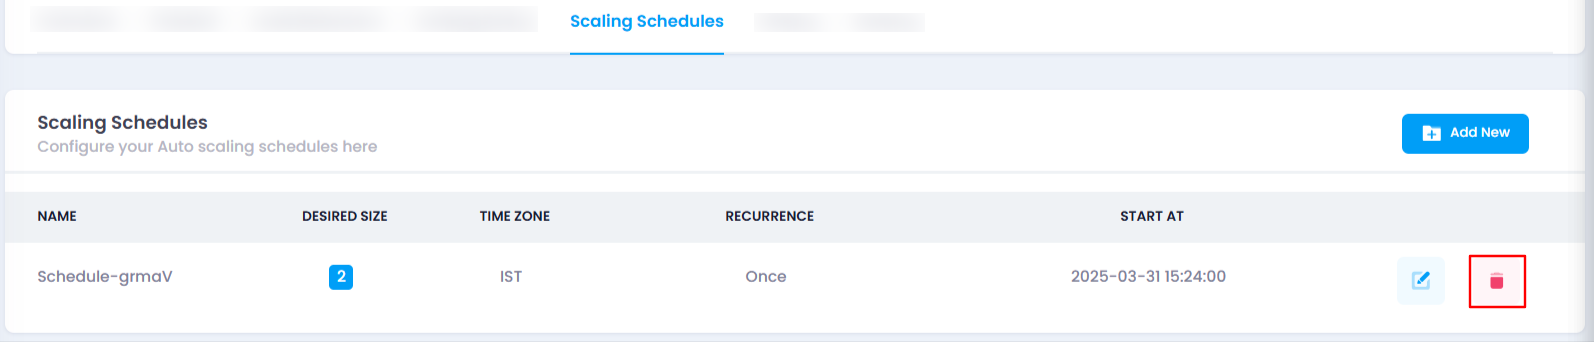 Scaling Schedules
Scaling Schedules
Configure your Auto scaling schedules here
Add New
NAME DESIRED SIZE TIME ZONE RECURRENCE START AT
Schedule-grmaV 2 IST Once 2025-03-31 15:24:00